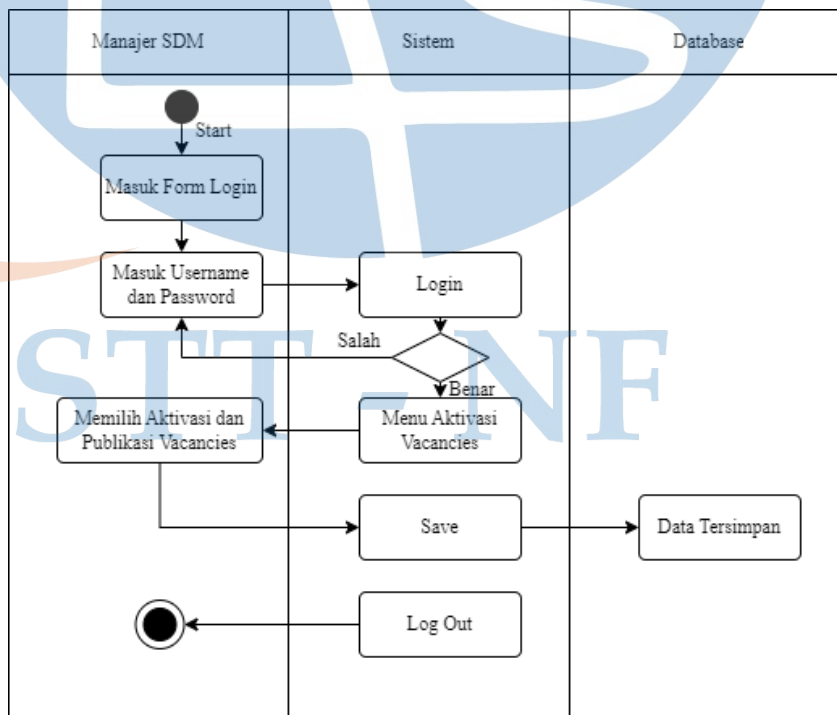 Manajer SDM
Sistem
Database
Start
Masuk Form Login
Masuk Username
dan Password
Login
Salah
Benar
Memilih Aktivasi dan
Publikasi Vacancies
Menu Aktivasi
Vacancies
Save
Data Tersimpan
Log Out
STT - NF